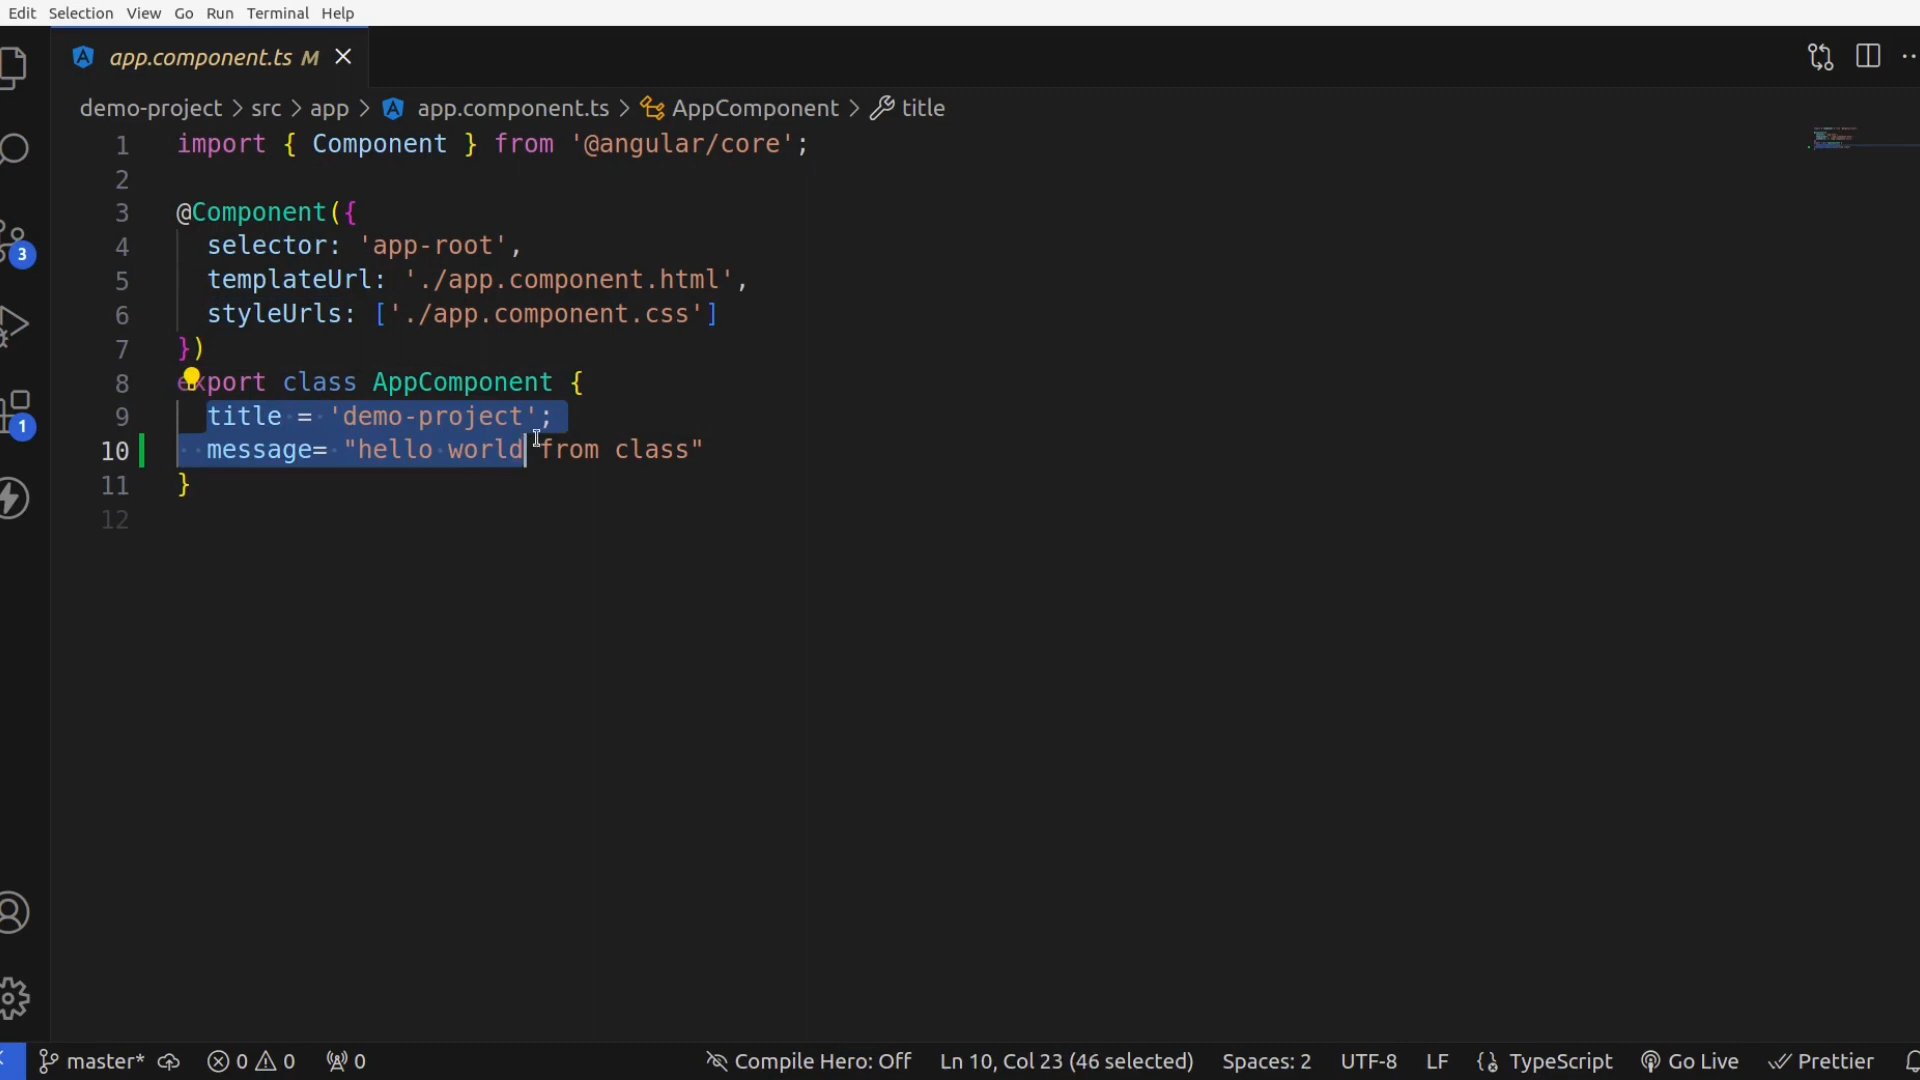 Edit Selection View Go Run Terminal Help
app.component.ts M
demo-project > src > app > app.component.ts > AppComponent > title
1 import { Component } from '@angular/core';
2
3 @Component({
4 selector: 'app-root',
5 templateUrl: './app.component.html',
6 styleUrls: ['./app.component.css']
7 })
8 export class AppComponent {
9 title = 'demo-project';
10 message= "hello world from class"
11 }
12
3
1
master* 0 0 0 Compile Hero: Off Ln 10, Col 23 (46 selected) Spaces: 2 UTF-8 LF {} TypeScript Go Live Prettier